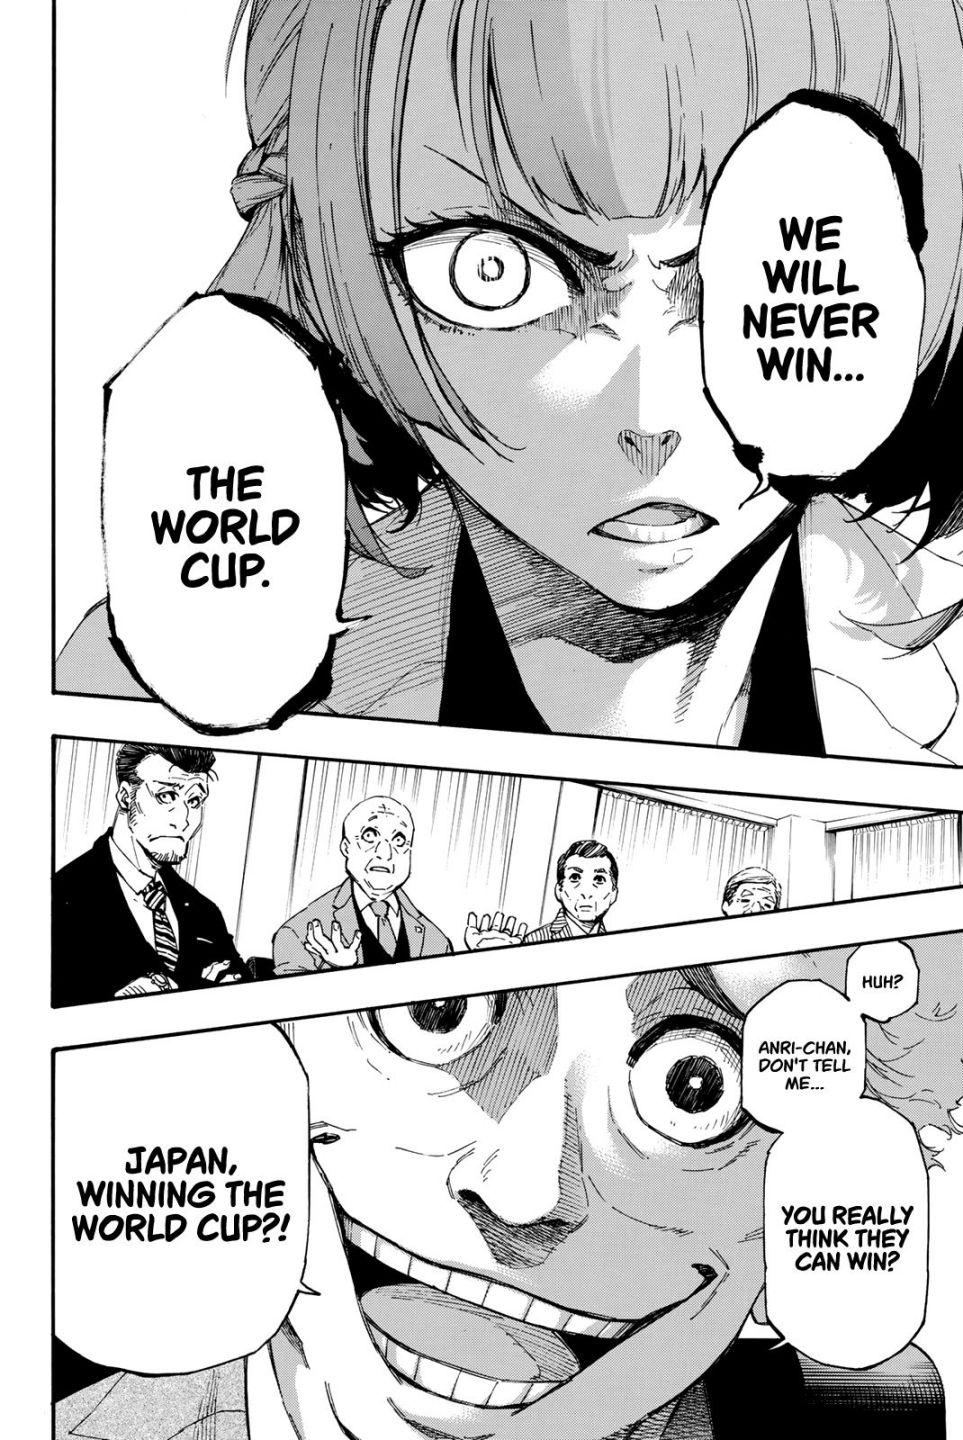 WE
WILL
NEVER
WIN...
THE
WORLD
CUP.
HUH?
ANRI-CHAN,
DON'T TELL
ME...
YOU REALLY
THINK THEY
CAN WIN?
JAPAN,
WINNING THE
WORLD CUP?!